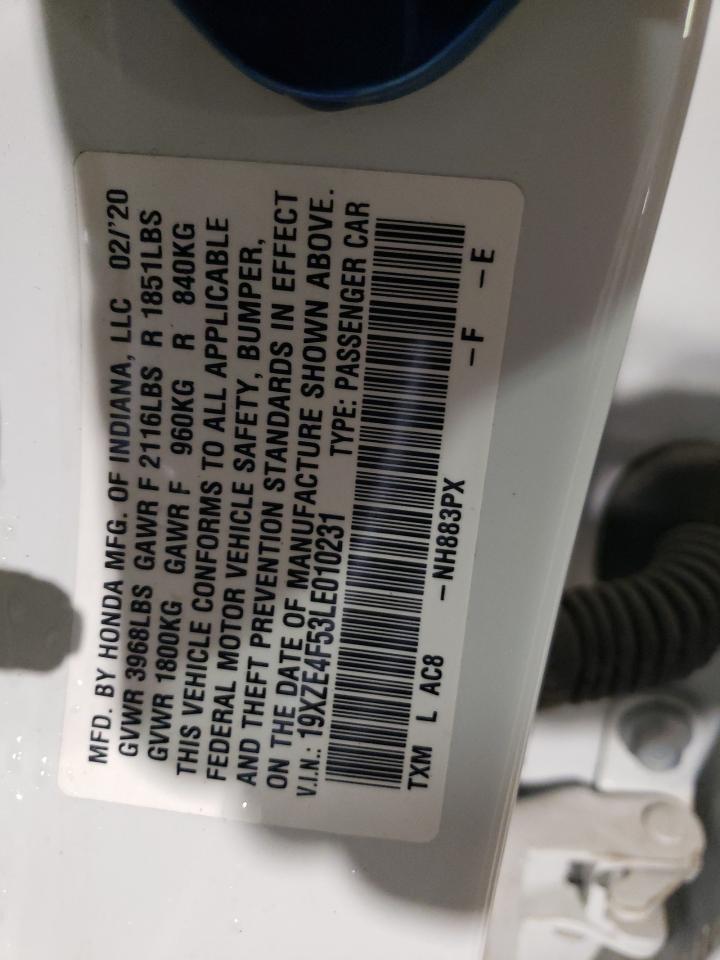 MFD. BY HONDA MFG. OF INDIANA, LLC 02/'20
GVWR 3968LBS GAWR F 2116LBS R 1851LBS
GVWR 1800KG GAWR F 960KG R 840KG
THIS VEHICLE CONFORMS TO ALL APPLICABLE
FEDERAL MOTOR VEHICLE SAFETY, BUMPER,
AND THEFT PREVENTION STANDARDS IN EFFECT
ON THE DATE OF MANUFACTURE SHOWN ABOVE.
V.I.N.: 19XZE4F53LE010231 TYPE: PASSENGER CAR
TXM L AC8 -NH883PX -F -E